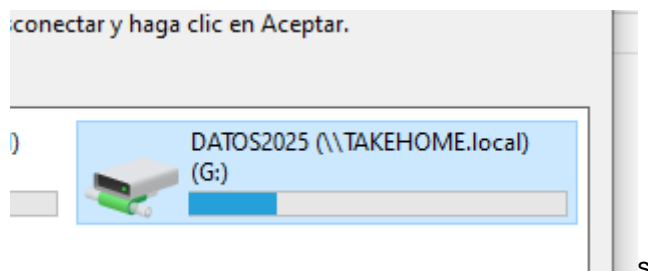 conectar y haga clic en Aceptar.
)
DATOS2025 (\\TAKEHOME.local)
(G:)
s